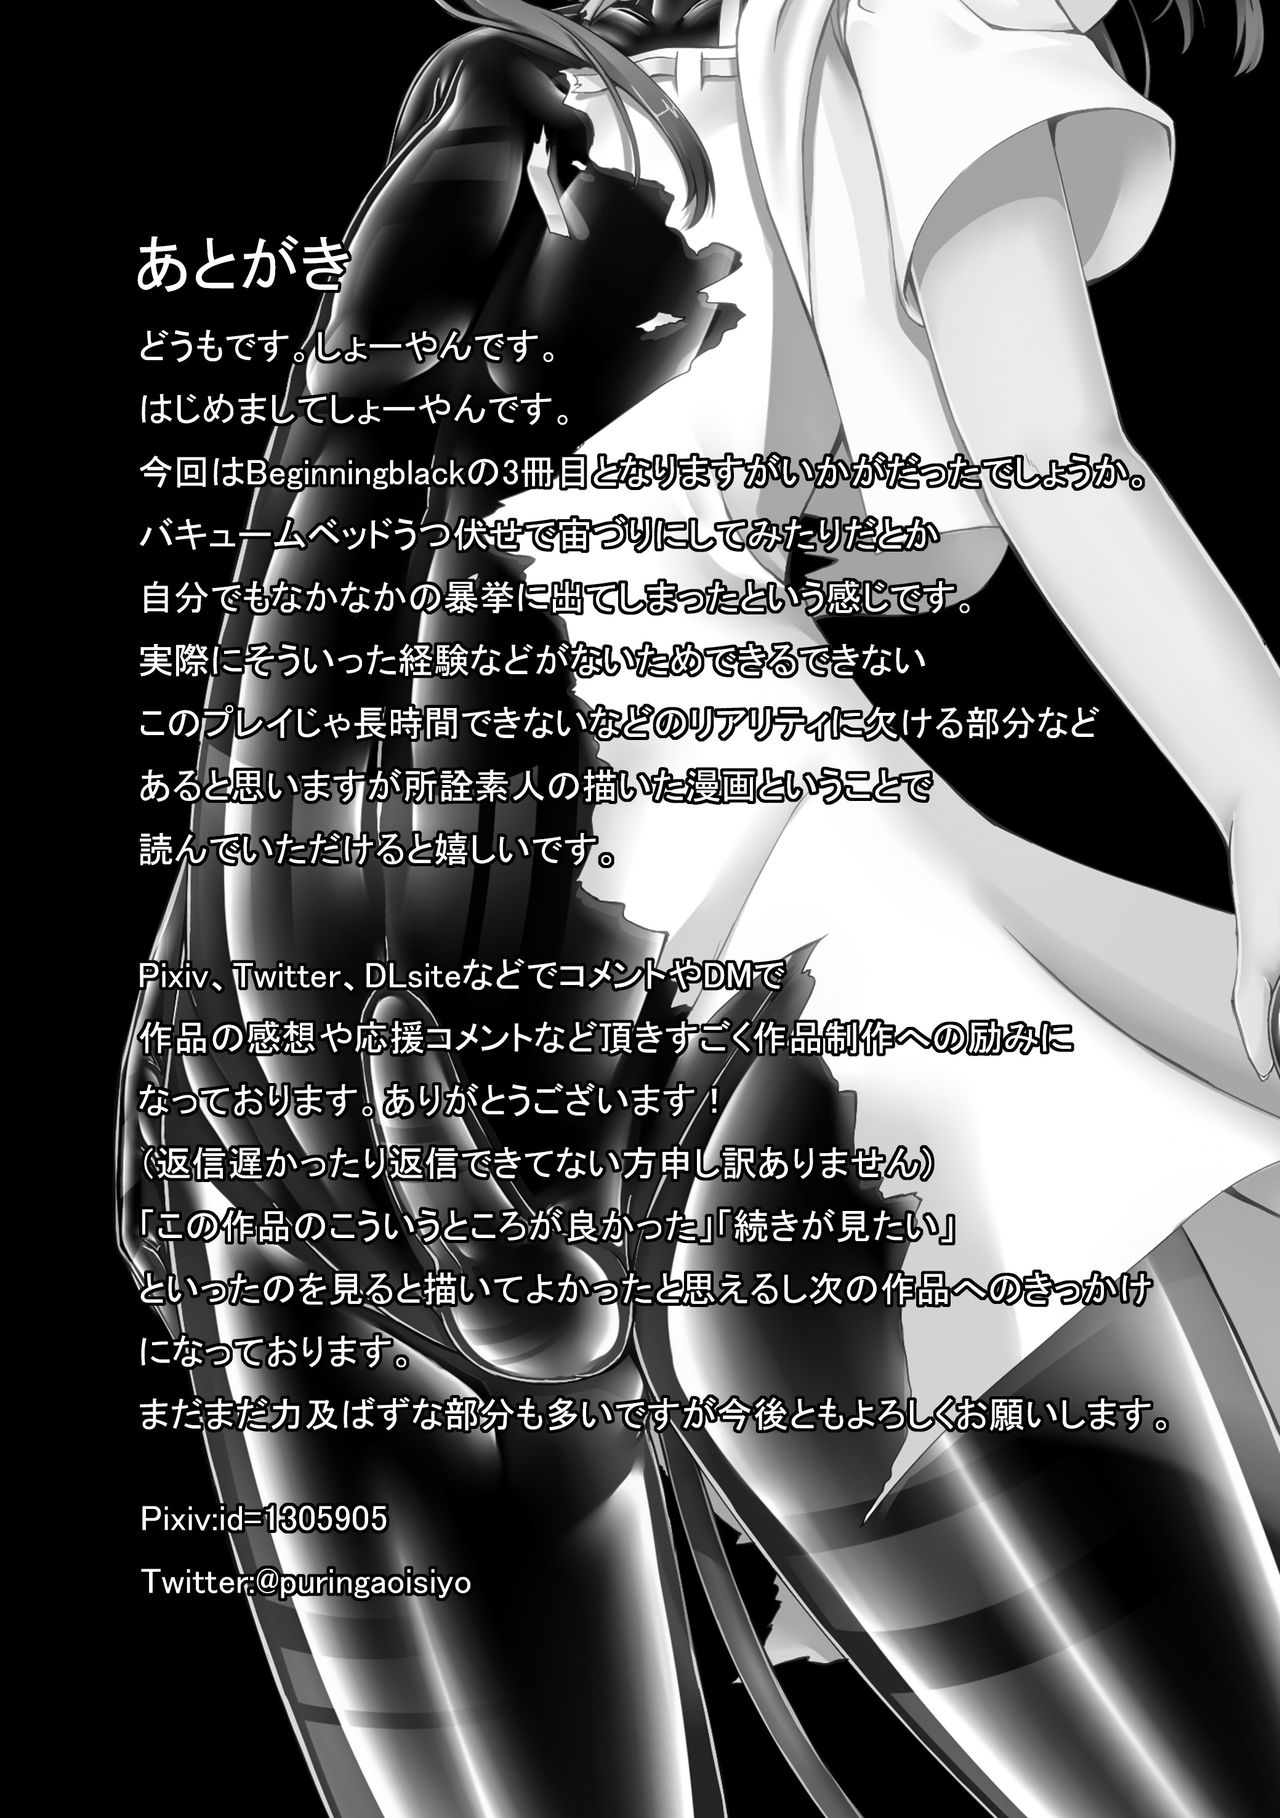 あとがき
どうもです。しょーやんです。
はじめましてしょーやんです。
今回はBeginningblackの3冊目となりますがいかがだったでしょうか。
バキュームベッドうつ伏せで宙づりにしてみたりだとか
自分でもなかなかの暴挙に出てしまったという感じです。
実際にそういった経験などがないためできるできない
このプレイじゃ長時間できないなどのリアリティに欠ける部分など
あると思いますが所詮素人の描いた漫画ということで
読んでいただけると嬉しいです。
Pixiv、Twitter、DLsiteなどでコメントやDMで
作品の感想や応援コメントなど頂きすごく作品制作への励みに
なっております。ありがとうございます！
（返信遅かったり返信できてない方申し訳ありません）
「この作品のこういうところが良かった」「続きが見たい」
といったのを見ると描いてよかったと思えるし次の作品へのきっかけ
になっております。
まだまだ力及ばずな部分も多いですが今後ともよろしくお願いします。
Pixiv:id=1305905
Twitter:@puringaoisiyo